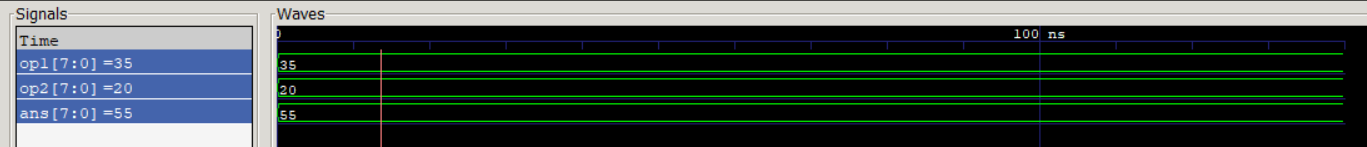 Signals
Waves
Time
0
100 ns
op1[7:0] =35
35
op2[7:0] =20
20
ans[7:0] =55
55